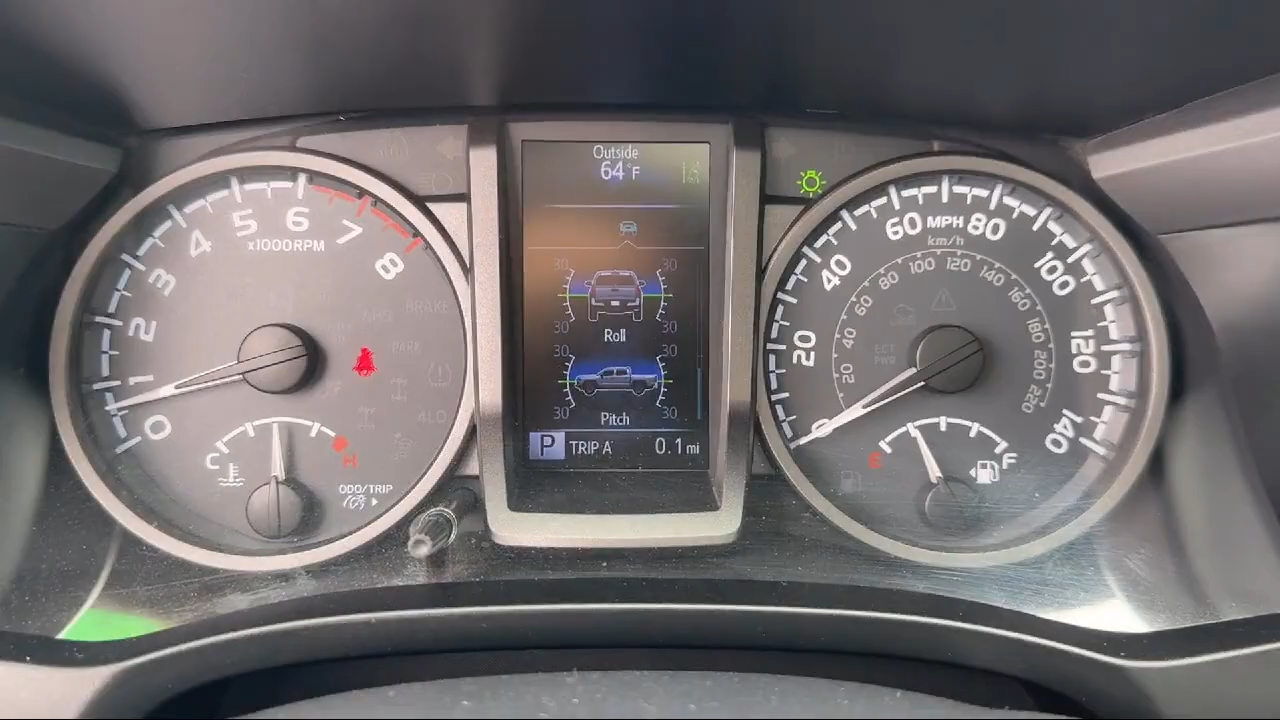 Outside
64°F
30 30
30 30
Roll
30 30
30 30
Pitch
P TRIP A 0.1 mi
0
1
2
3
4
5
6
7
8
x1000RPM
BRAKE
ABS
PARK
4LO
C H
ODO/TRIP
0
20
40
60
MPH
80
100
120
140
km/h
20
40
60
80
100
120
140
160
180
200
220
ECT
PWR
E F